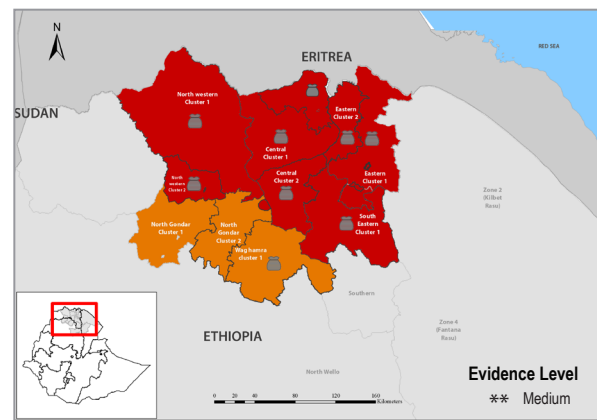 N
RED SEA
ERITREA
North western
Cluster 1
SUDAN
Eastern
Cluster 2
Central
Cluster 1
North
western
Cluster 2
Central
Cluster 2
Eastern
Cluster 1
Zone 2
(Kilbet
Rasu)
North Gondar
Cluster 1
North
Gondar
Cluster 2
South
Eastern
Cluster 1
Wag hamra
cluster 1
Southern
ETHIOPIA
Zone 4
(Fantana
Rasu)
North Wello
Evidence Level
** Medium
0 20 40 80 120 160
Kilometers